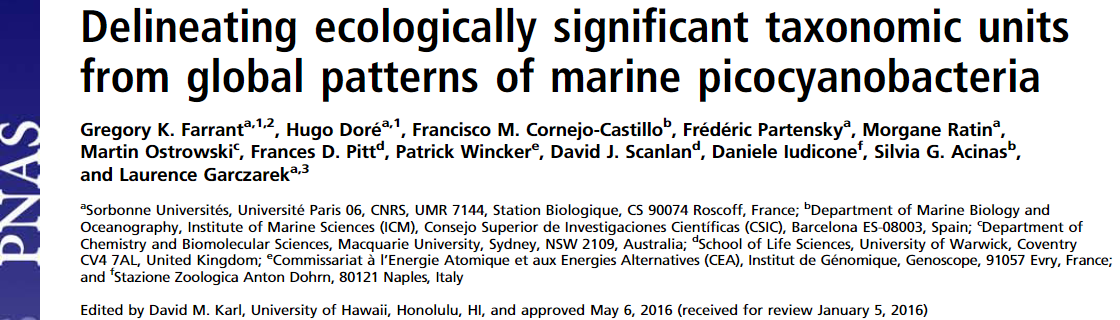 PNAS
Delineating ecologically significant taxonomic units
from global patterns of marine picocyanobacteria
Gregory K. Farrant^a,1,2, Hugo Doré^a,1, Francisco M. Cornejo-Castillo^b, Frédéric Partensky^a, Morgane Ratin^a,
Martin Ostrowski^c, Frances D. Pitt^d, Patrick Wincker^e, David J. Scanlan^d, Daniele Iudicone^f, Silvia G. Acinas^b,
and Laurence Garczarek^a,3
^aSorbonne Universités, Université Paris 06, CNRS, UMR 7144, Station Biologique, CS 90074 Roscoff, France; ^bDepartment of Marine Biology and
Oceanography, Institute of Marine Sciences (ICM), Consejo Superior de Investigaciones Científicas (CSIC), Barcelona ES-08003, Spain; ^cDepartment of
Chemistry and Biomolecular Sciences, Macquarie University, Sydney, NSW 2109, Australia; ^dSchool of Life Sciences, University of Warwick, Coventry
CV4 7AL, United Kingdom; ^eCommissariat à l'Energie Atomique et aux Energies Alternatives (CEA), Institut de Génomique, Genoscope, 91057 Evry, France;
and ^fStazione Zoologica Anton Dohrn, 80121 Naples, Italy
Edited by David M. Karl, University of Hawaii, Honolulu, HI, and approved May 6, 2016 (received for review January 5, 2016)